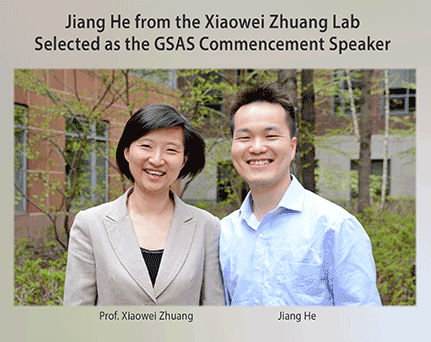 Jiang He from the Xiaowei Zhuang Lab
Selected as the GSAS Commencement Speaker
Prof. Xiaowei Zhuang
Jiang He